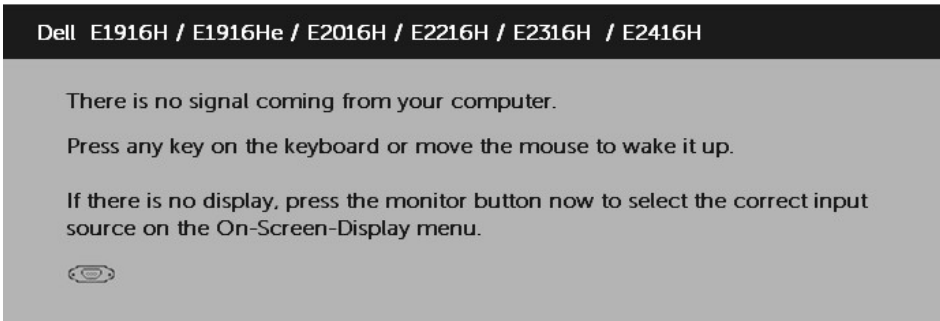 Dell E1916H / E1916He / E2016H / E2216H / E2316H / E2416H
There is no signal coming from your computer.
Press any key on the keyboard or move the mouse to wake it up.
If there is no display, press the monitor button now to select the correct input
source on the On-Screen-Display menu.